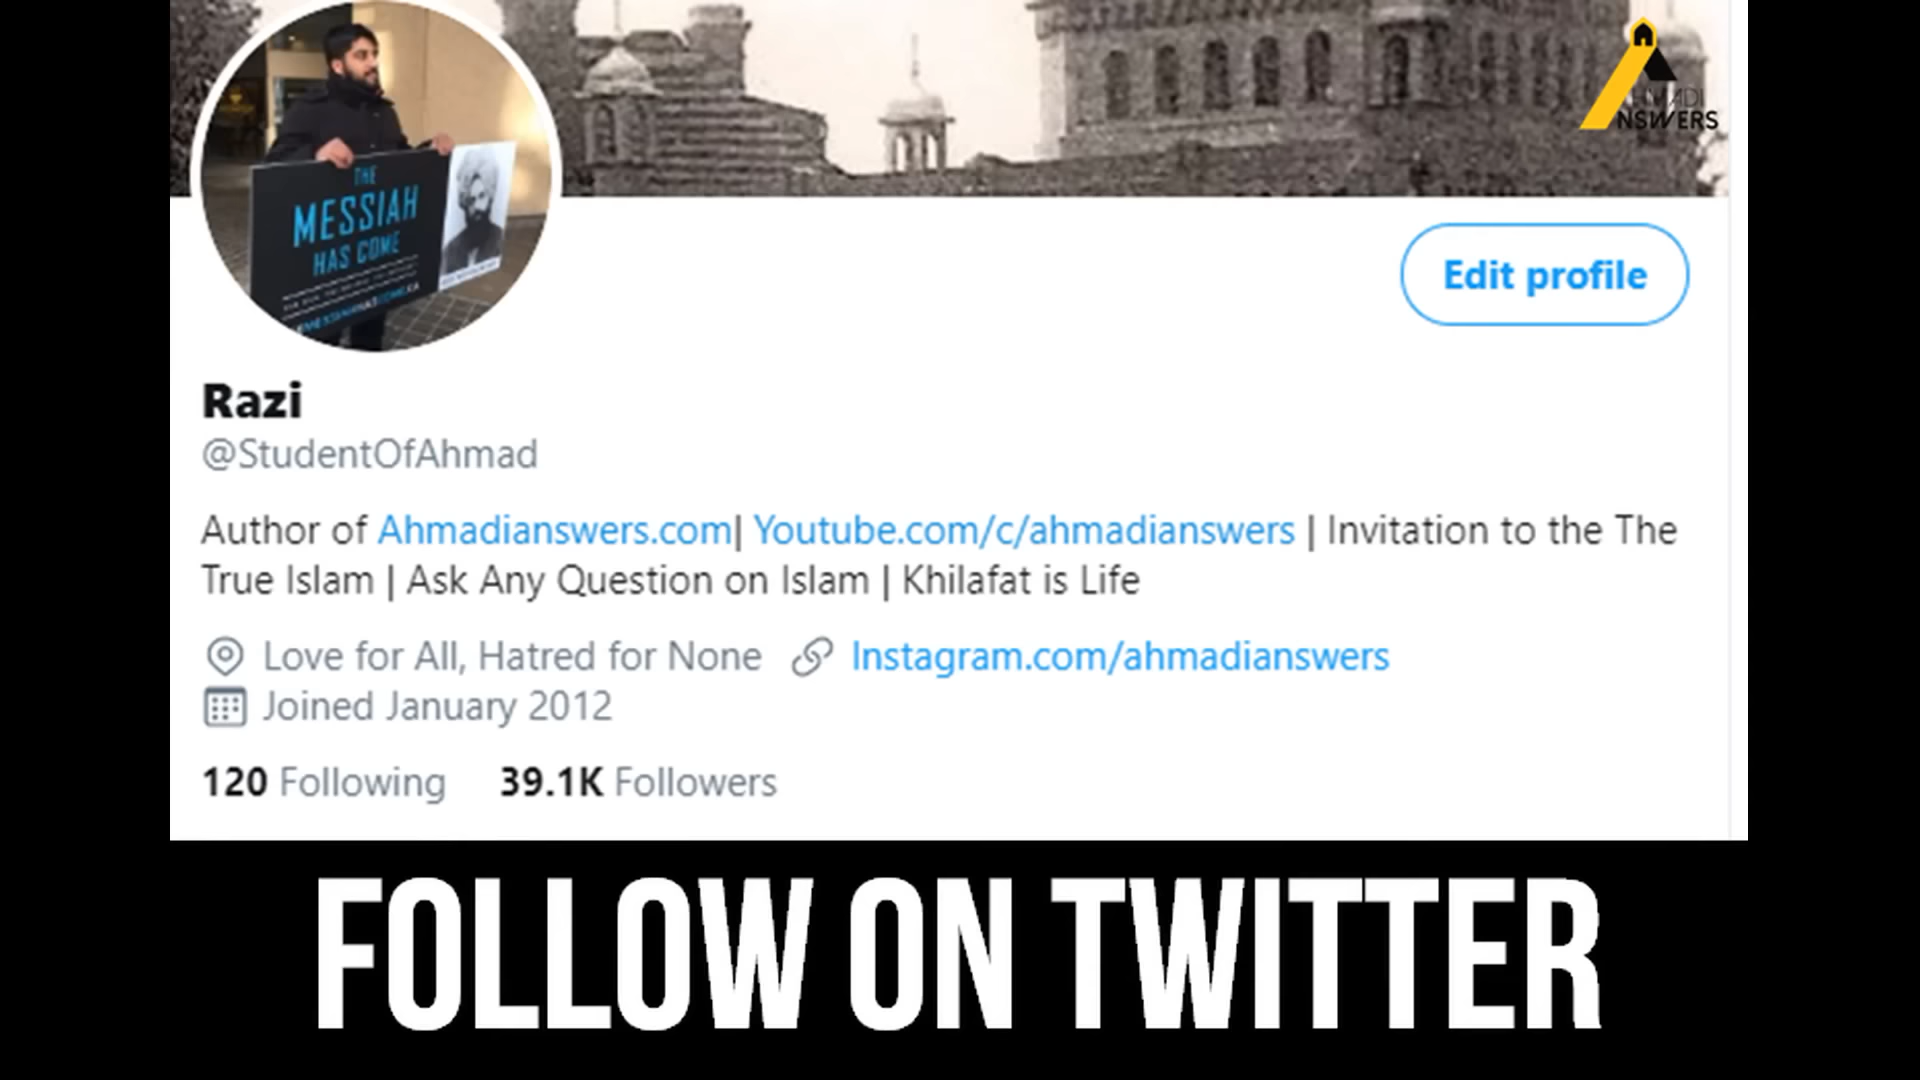 THE
MESSIAH
HAS COME
NSWERS
Edit profile
Razi
@StudentOfAhmad
Author of Ahmadianswers.com| Youtube.com/c/ahmadianswers | Invitation to the The
True Islam | Ask Any Question on Islam | Khilafat is Life
Love for All, Hatred for None Instagram.com/ahmadianswers
Joined January 2012
120 Following 39.1K Followers
FOLLOW ON TWITTER